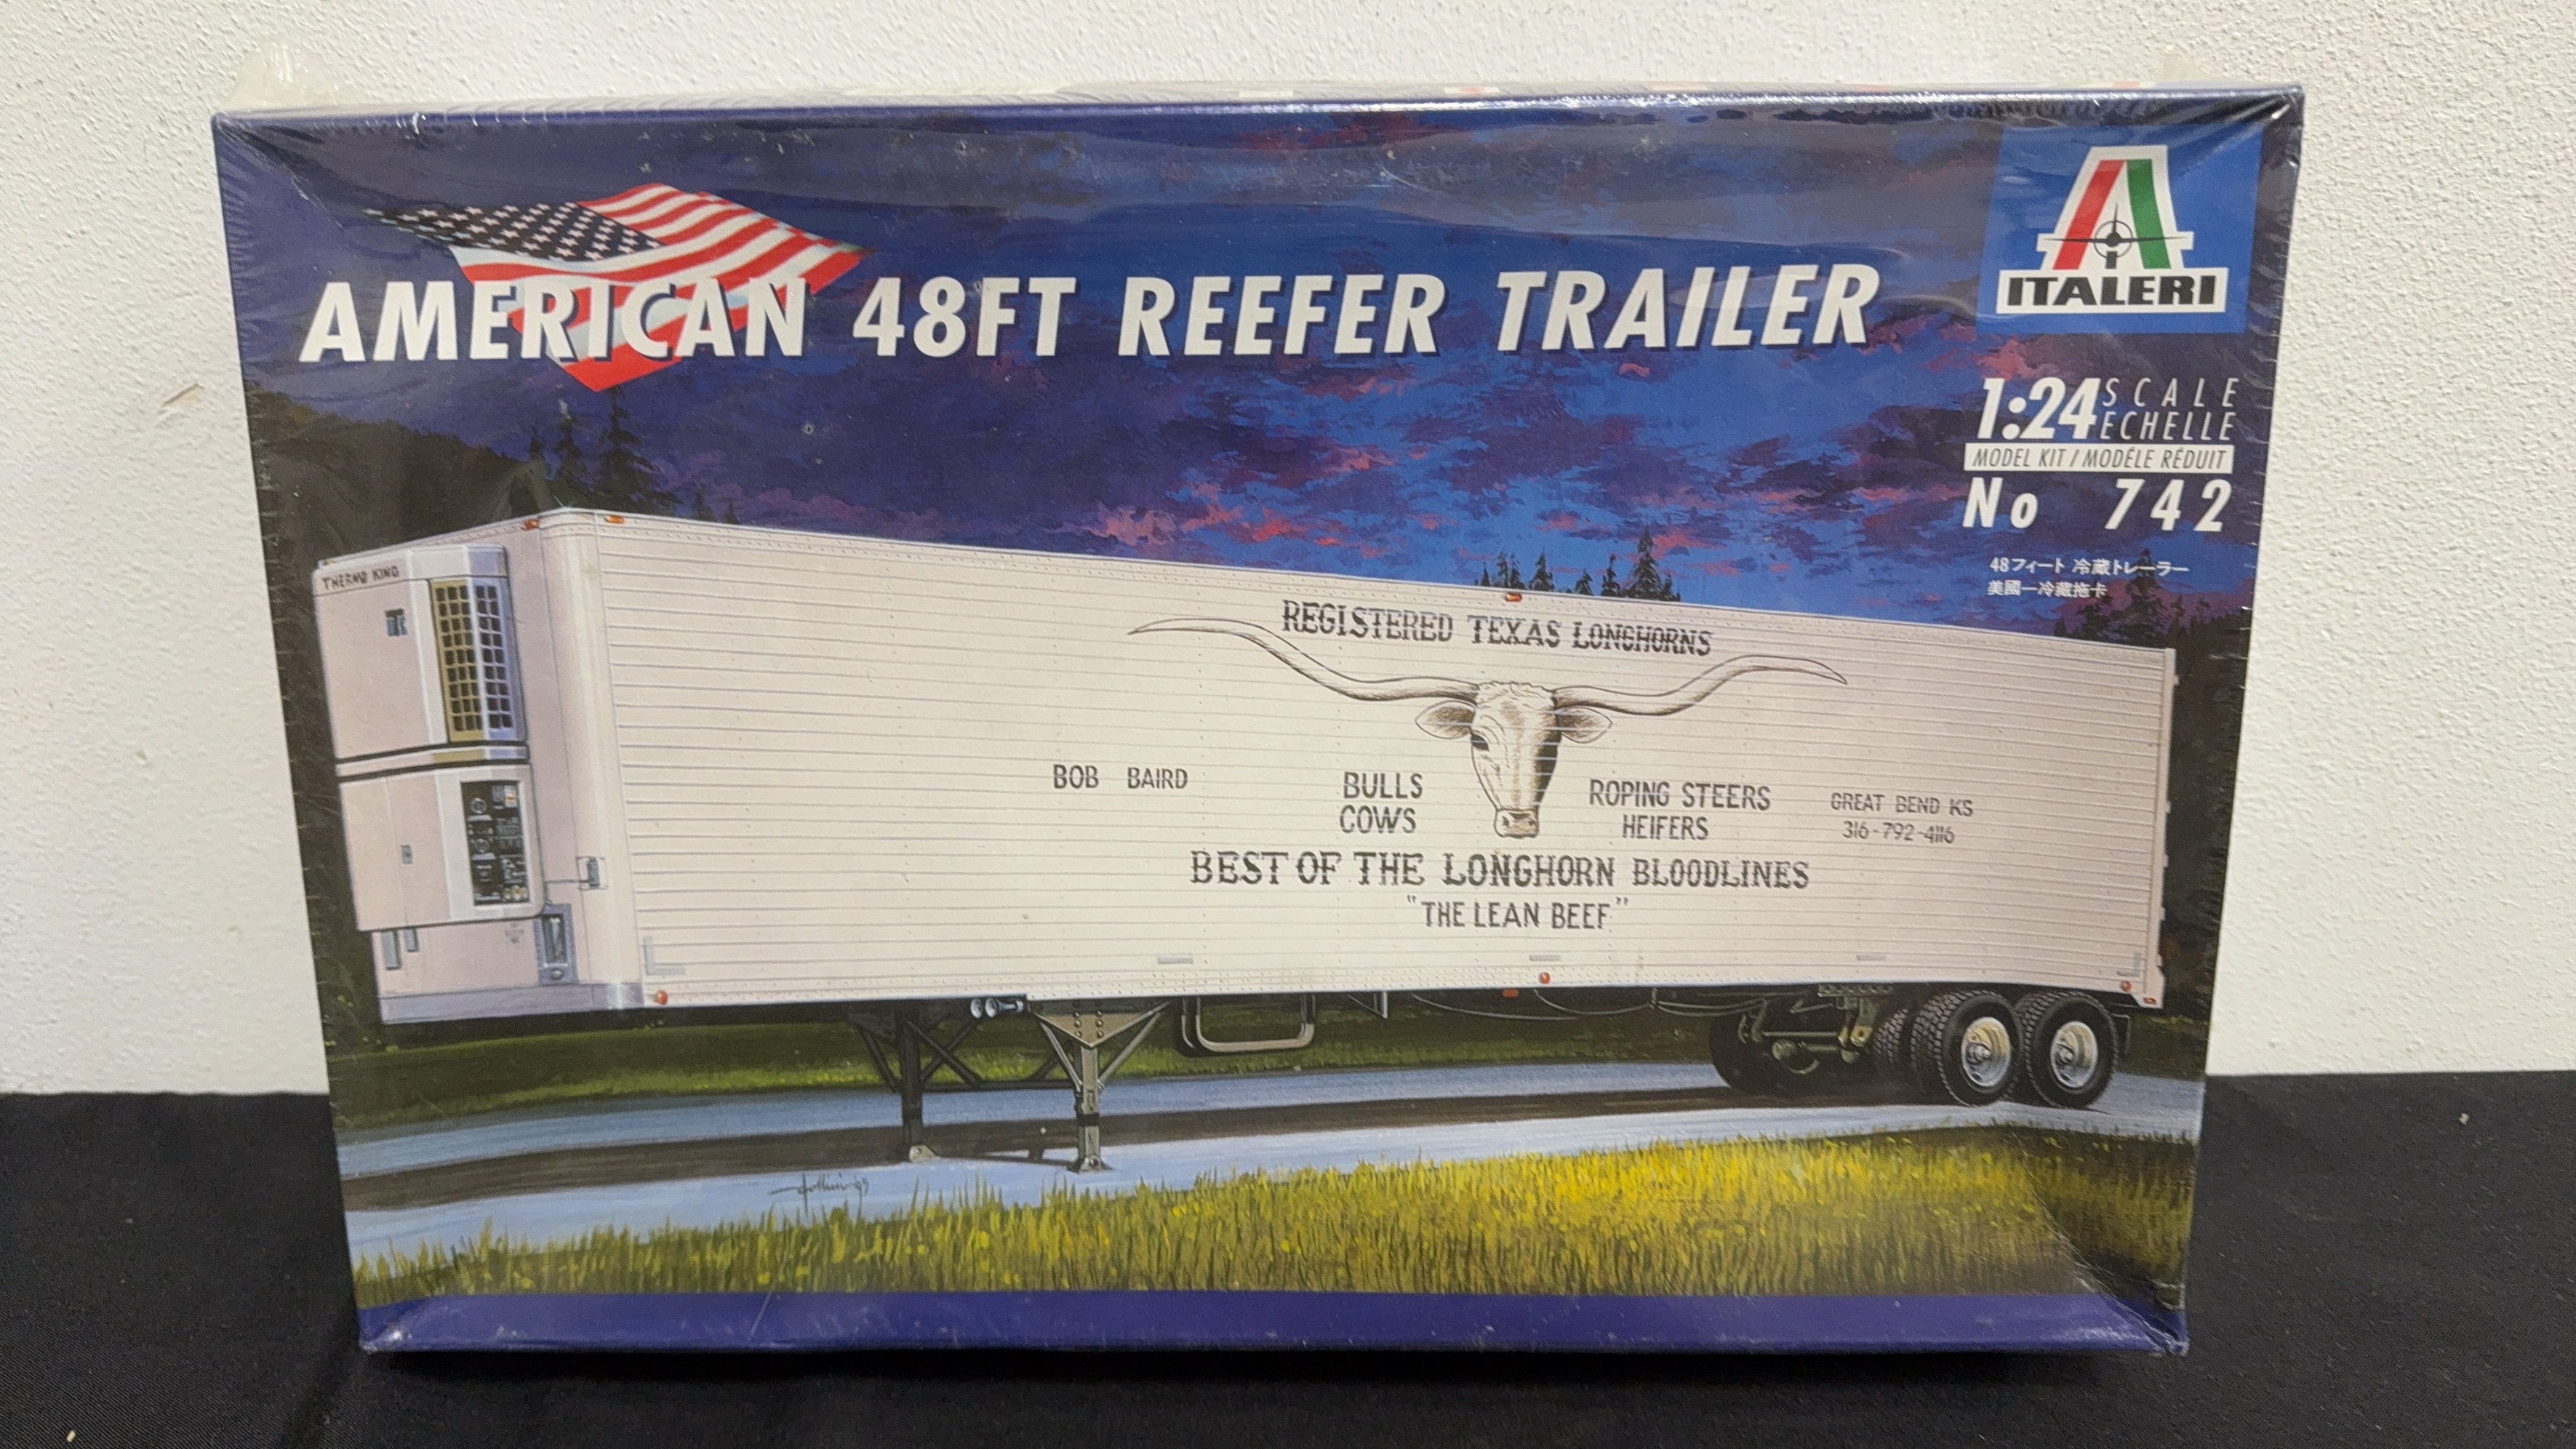 AMERICAN 48FT REEFER TRAILER
ITALERI
1:24 SCALE
ECHELLE
MODEL KIT / MODÉLE RÉDUIT
No 742
48フィート 冷蔵トレーラー
美國一冷藏拖卡
THERMO KING
REGISTERED TEXAS LONGHORNS
BOB BAIRD
BULLS
COWS
ROPING STEERS
HEIFERS
GREAT BEND KS
316-792-4116
BEST OF THE LONGHORN BLOODLINES
"THE LEAN BEEF"